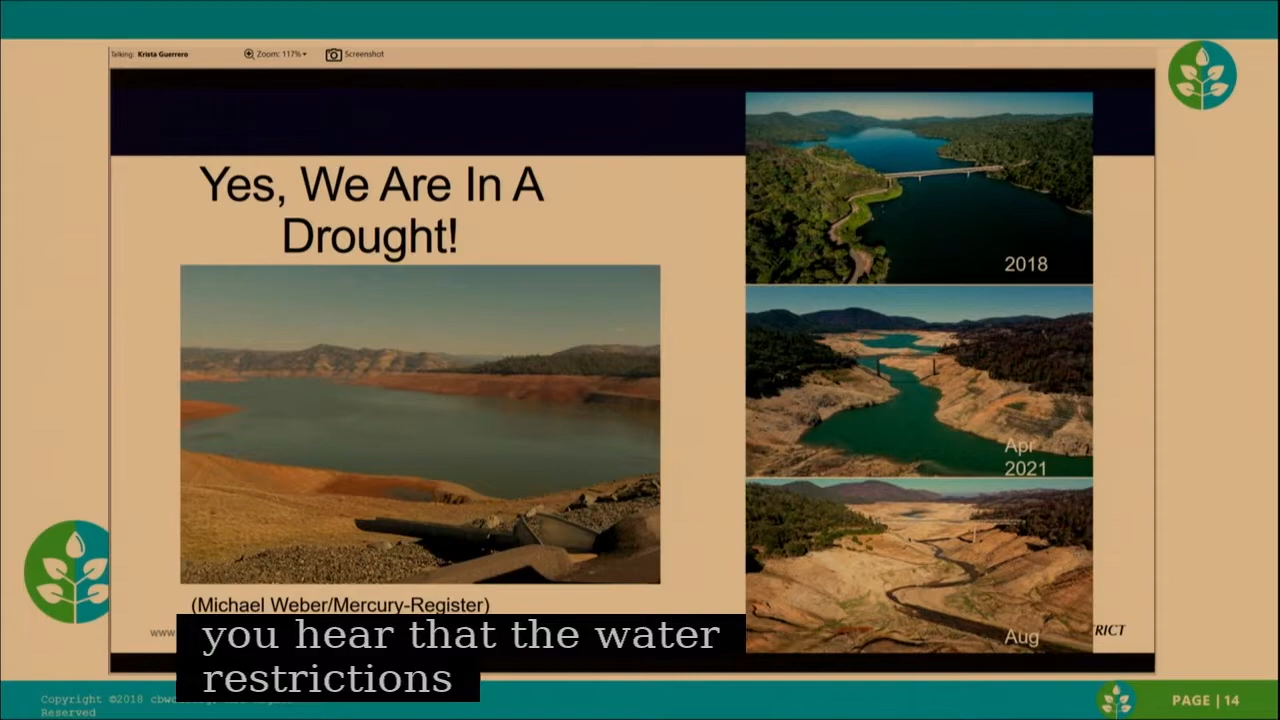 Talking: Krista Guerrero
Zoom: 117%
Screenshot
Yes, We Are In A
Drought!
2018
Apr
2021
Aug
(Michael Weber/Mercury-Register)
www
RICT
you hear that the water
restrictions
Copyright ©2018
Reserved
PAGE | 14